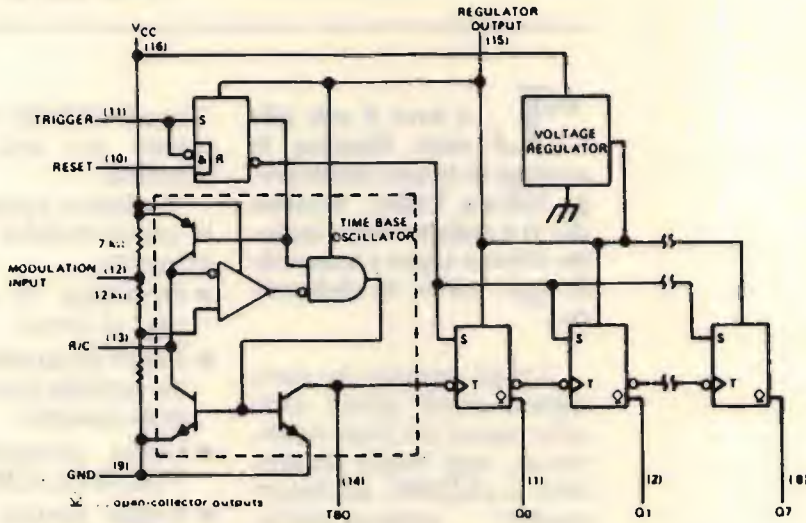 REGULATOR
OUTPUT
VCC
(16)
(15)
TRIGGER (11)
S
& R
RESET (10)
VOLTAGE
REGULATOR
TIME BASE
OSCILLATOR
7 kΩ
MODULATION (12)
INPUT
12 kΩ
R/C (13)
S
S
S
T
T
T
Q
Q
Q
GND (9)
(14)
(1)
(2)
(8)
open-collector outputs
TBO
Q0
Q1
Q7